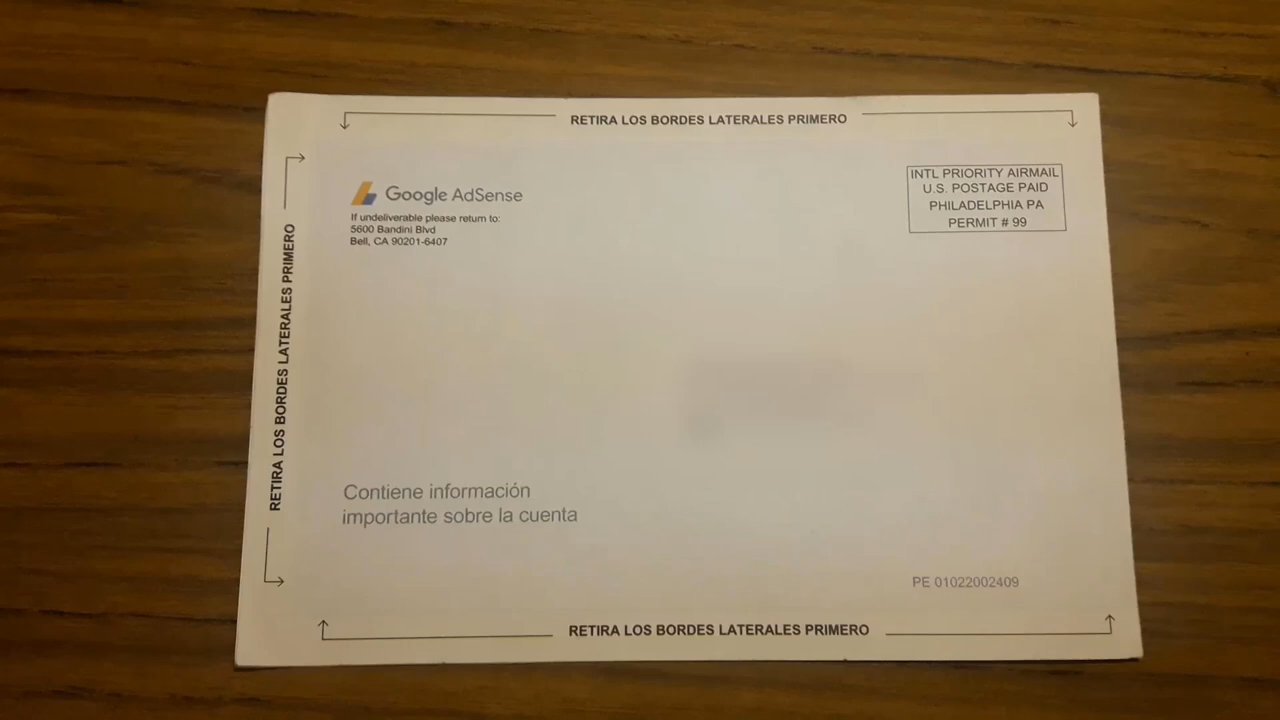 RETIRA LOS BORDES LATERALES PRIMERO
Google AdSense
If undeliverable please return to:
5600 Bandini Blvd
Bell, CA 90201-6407
INTL PRIORITY AIRMAIL
U.S. POSTAGE PAID
PHILADELPHIA PA
PERMIT # 99
RETIRA LOS BORDES LATERALES PRIMERO
Contiene información
importante sobre la cuenta
PE 01022002409
RETIRA LOS BORDES LATERALES PRIMERO